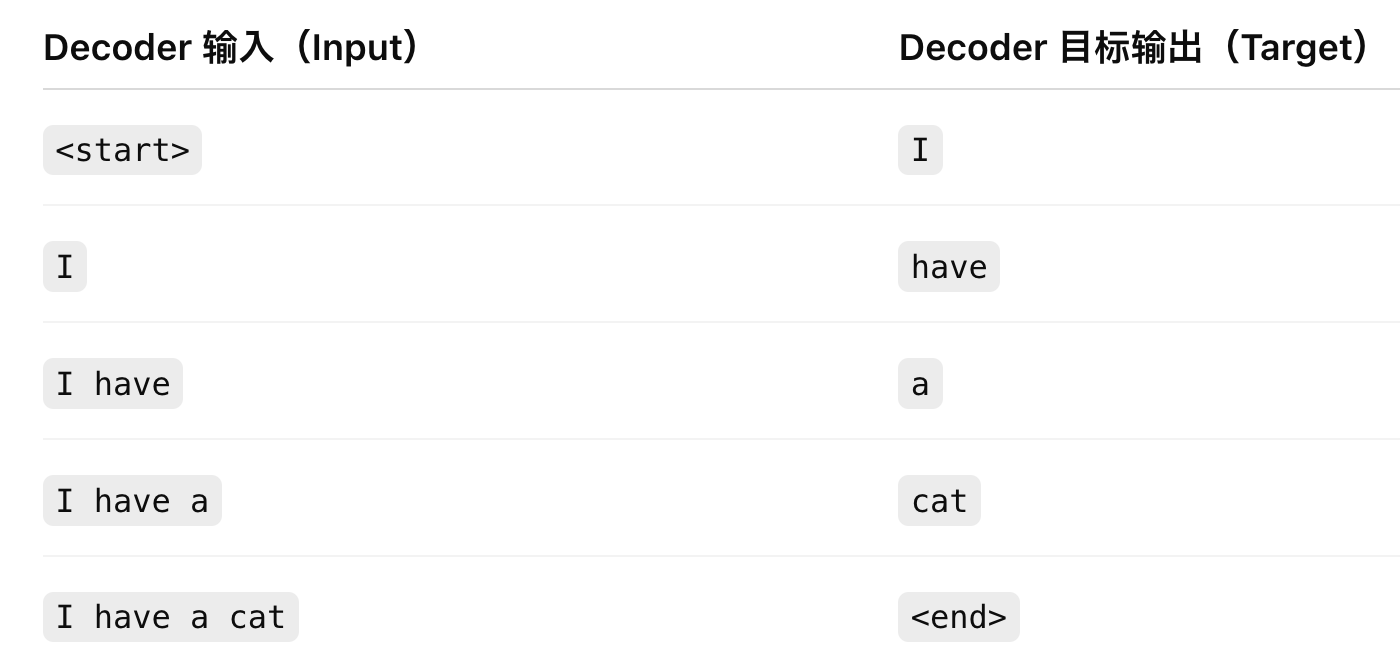 Decoder 输入（Input） Decoder 目标输出（Target）
<start> I
I have
I have a
I have a cat
I have a cat <end>